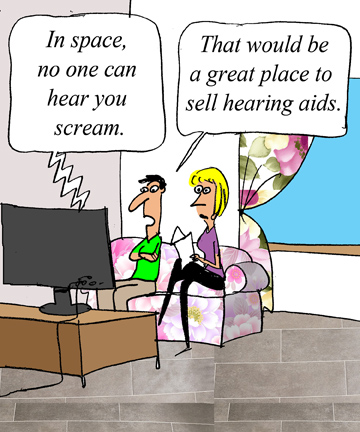 In space,
no one can
hear you
scream.
That would be
a great place to
sell hearing aids.